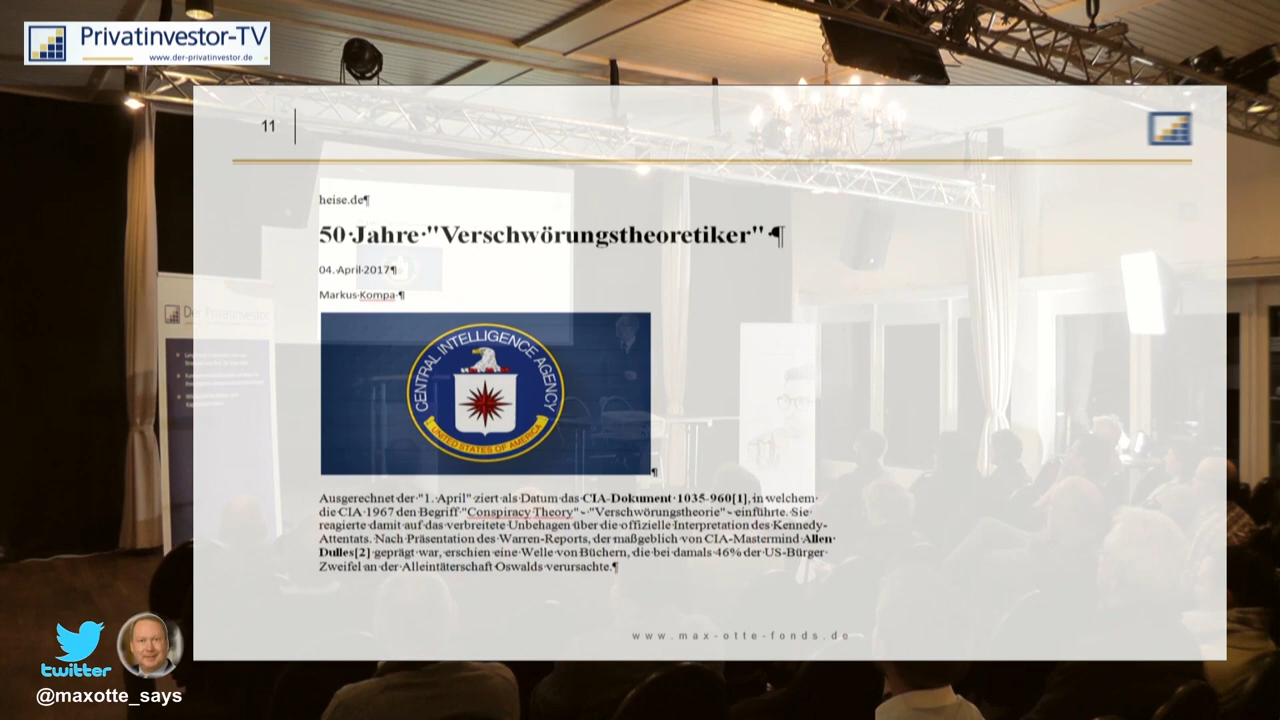 Privatinvestor-TV
www.der-privatinvestor.de
11
heise.de¶
50·Jahre·"Verschwörungstheoretiker"·¶
04.·April·2017¶
Markus·Kompa·¶
CENTRAL INTELLIGENCE AGENCY
UNITED STATES OF AMERICA
¶
Ausgerechnet·der·"1.·April"·ziert·als·Datum·das·CIA-Dokument·1035-960[1],·in·welchem·
die·CIA·1967·den·Begriff·"Conspiracy·Theory"·-·"Verschwörungstheorie"·-·einführte.·Sie·
reagierte·damit·auf·das·verbreitete·Unbehagen·über·die·offizielle·Interpretation·des·Kennedy-
Attentats.·Nach·Präsentation·des·Warren-Reports,·der·maßgeblich·von·CIA-Mastermind·Allen·
Dulles[2]·geprägt·war,·erschien·eine·Welle·von·Büchern,·die·bei·damals·46%·der·US-Bürger·
Zweifel·an·der·Alleintäterschaft·Oswalds·verursachte.¶
www.max-otte-fonds.de
Der Privatinvestor
twitter
@maxotte_says